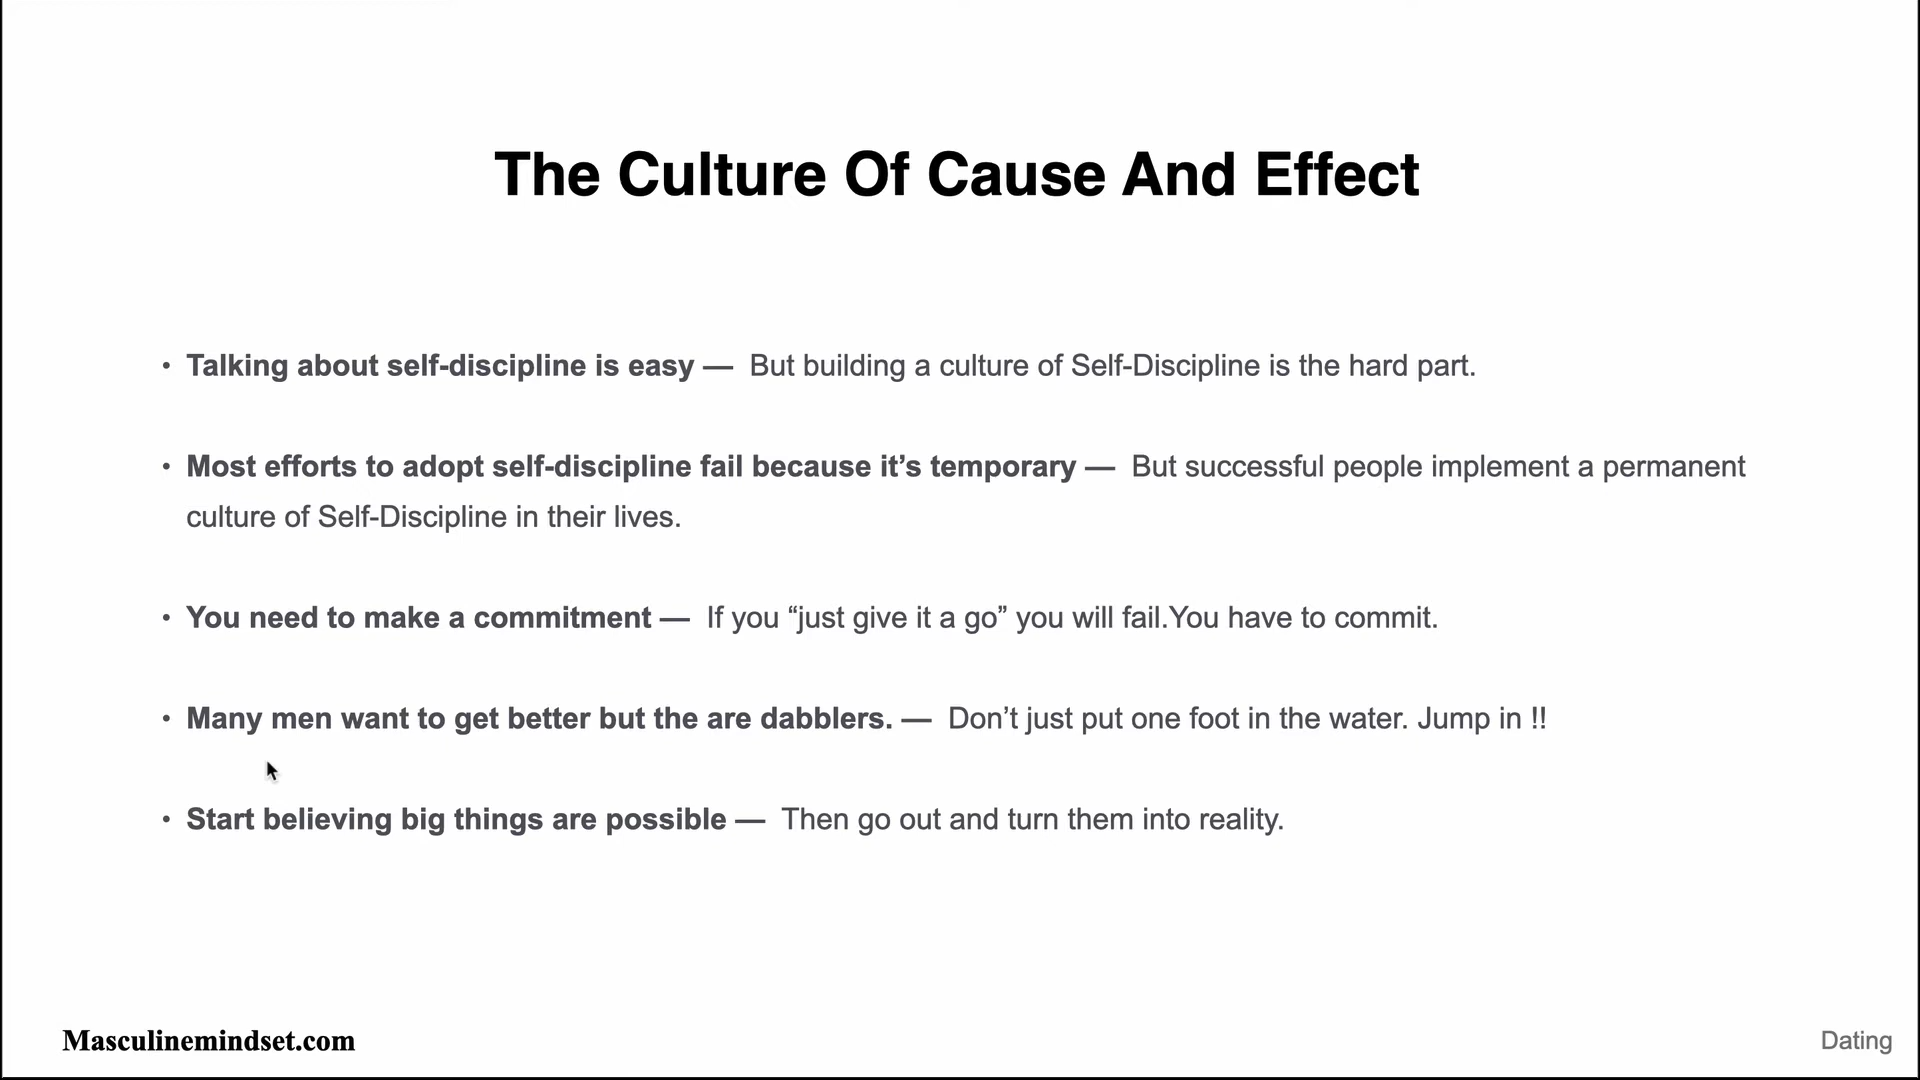 The Culture Of Cause And Effect
• Talking about self-discipline is easy — But building a culture of Self-Discipline is the hard part.
• Most efforts to adopt self-discipline fail because it’s temporary — But successful people implement a permanent
culture of Self-Discipline in their lives.
• You need to make a commitment — If you “just give it a go” you will fail.You have to commit.
• Many men want to get better but the are dabblers. — Don’t just put one foot in the water. Jump in !!
• Start believing big things are possible — Then go out and turn them into reality.
Masculinemindset.com
Dating